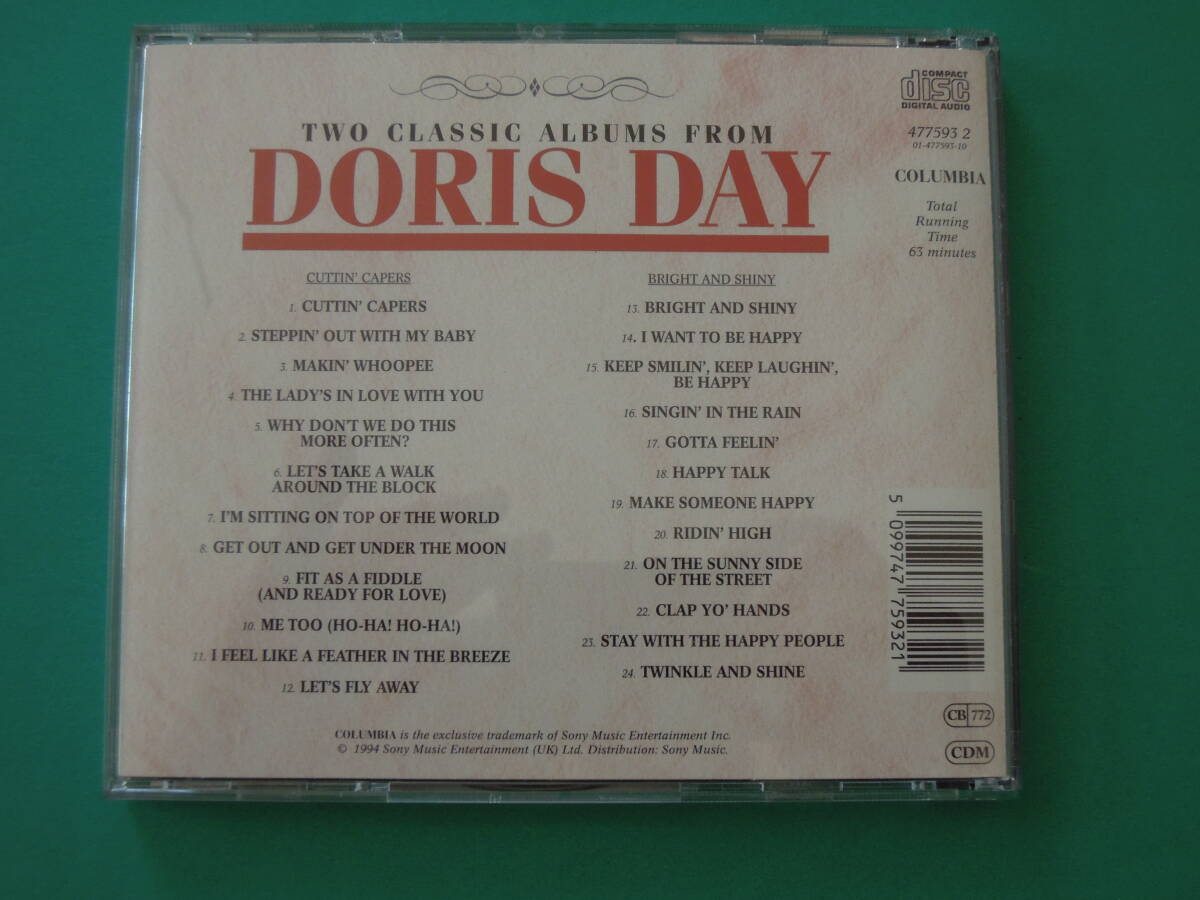 TWO CLASSIC ALBUMS FROM
DORIS DAY
COMPACT
disc
DIGITAL AUDIO
477593 2
01-477593-10
COLUMBIA
Total
Running
Time
63 minutes
CUTTIN' CAPERS
1. CUTTIN' CAPERS
2. STEPPIN' OUT WITH MY BABY
3. MAKIN' WHOOPEE
4. THE LADY'S IN LOVE WITH YOU
5. WHY DON'T WE DO THIS
MORE OFTEN?
6. LET'S TAKE A WALK
AROUND THE BLOCK
7. I'M SITTING ON TOP OF THE WORLD
8. GET OUT AND GET UNDER THE MOON
9. FIT AS A FIDDLE
(AND READY FOR LOVE)
10. ME TOO (HO-HA! HO-HA!)
11. I FEEL LIKE A FEATHER IN THE BREEZE
12. LET'S FLY AWAY
BRIGHT AND SHINY
13. BRIGHT AND SHINY
14. I WANT TO BE HAPPY
15. KEEP SMILIN', KEEP LAUGHIN',
BE HAPPY
16. SINGIN' IN THE RAIN
17. GOTTA FEELIN'
18. HAPPY TALK
19. MAKE SOMEONE HAPPY
20. RIDIN' HIGH
21. ON THE SUNNY SIDE
OF THE STREET
22. CLAP YO' HANDS
23. STAY WITH THE HAPPY PEOPLE
24. TWINKLE AND SHINE
5 099747 759321
CB 772
CDM
COLUMBIA is the exclusive trademark of Sony Music Entertainment Inc.
© 1994 Sony Music Entertainment (UK) Ltd. Distribution: Sony Music.